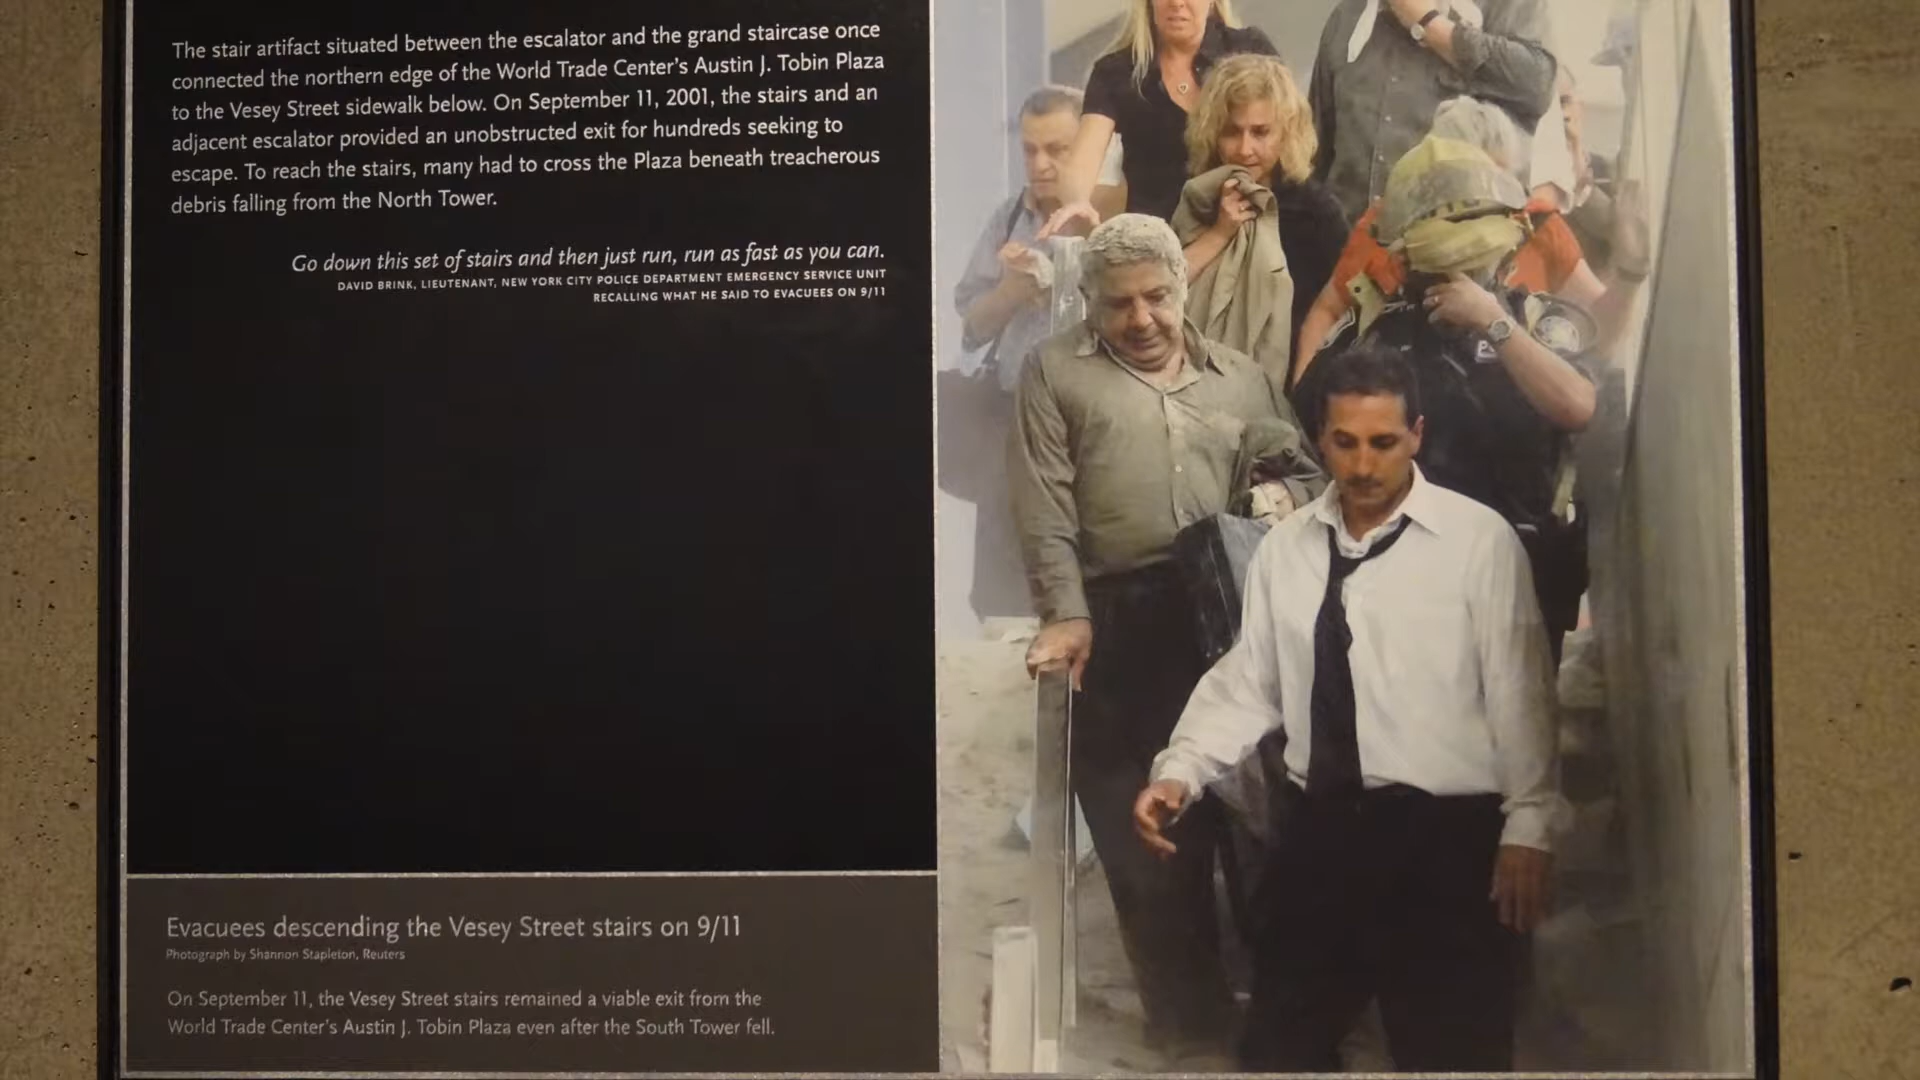 The stair artifact situated between the escalator and the grand staircase once
connected the northern edge of the World Trade Center's Austin J. Tobin Plaza
to the Vesey Street sidewalk below. On September 11, 2001, the stairs and an
adjacent escalator provided an unobstructed exit for hundreds seeking to
escape. To reach the stairs, many had to cross the Plaza beneath treacherous
debris falling from the North Tower.
Go down this set of stairs and then just run, run as fast as you can.
DAVID BRINK, LIEUTENANT, NEW YORK CITY POLICE DEPARTMENT EMERGENCY SERVICE UNIT
RECALLING WHAT HE SAID TO EVACUEES ON 9/11
Evacuees descending the Vesey Street stairs on 9/11
Photograph by Shannon Stapleton, Reuters
On September 11, the Vesey Street stairs remained a viable exit from the
World Trade Center's Austin J. Tobin Plaza even after the South Tower fell.